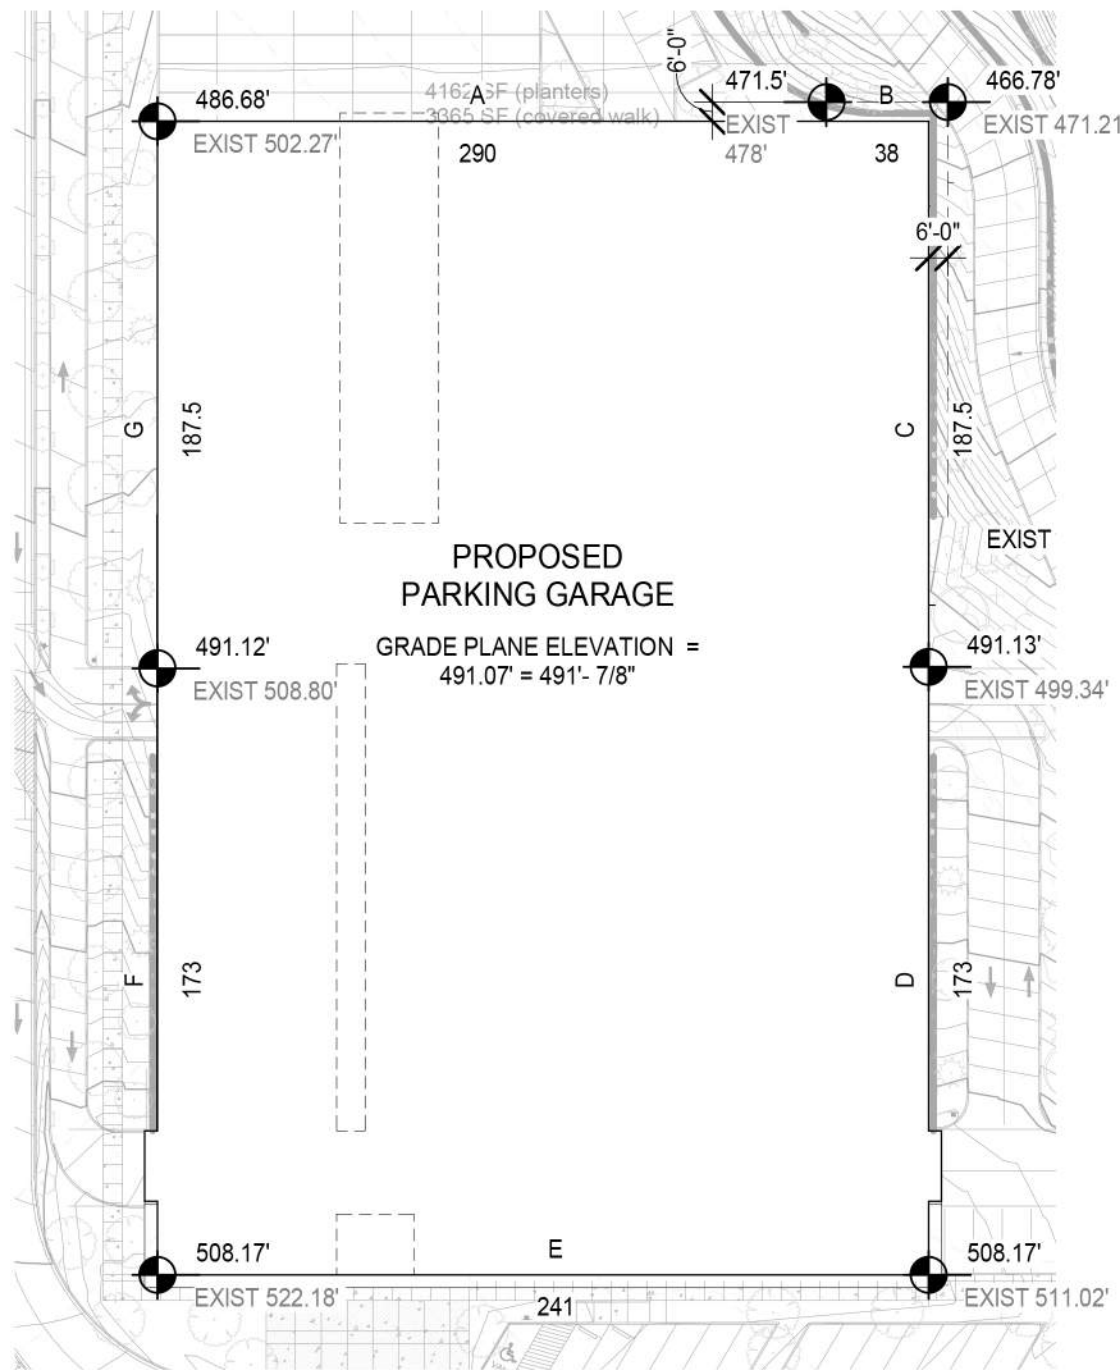 6'-0"
471.5'
B
466.78'
486.68'
4162 SF (planters)
A
3365 SF (covered walk)
EXIST
478'
EXIST 471.21
EXIST 502.27'
290
38
6'-0"
G
187.5
C
187.5
EXIST
PROPOSED
PARKING GARAGE
491.12'
GRADE PLANE ELEVATION =
491.07' = 491'- 7/8"
491.13'
EXIST 508.80'
EXIST 499.34'
F
173
D
173
508.17'
E
508.17'
EXIST 522.18'
241
EXIST 511.02'